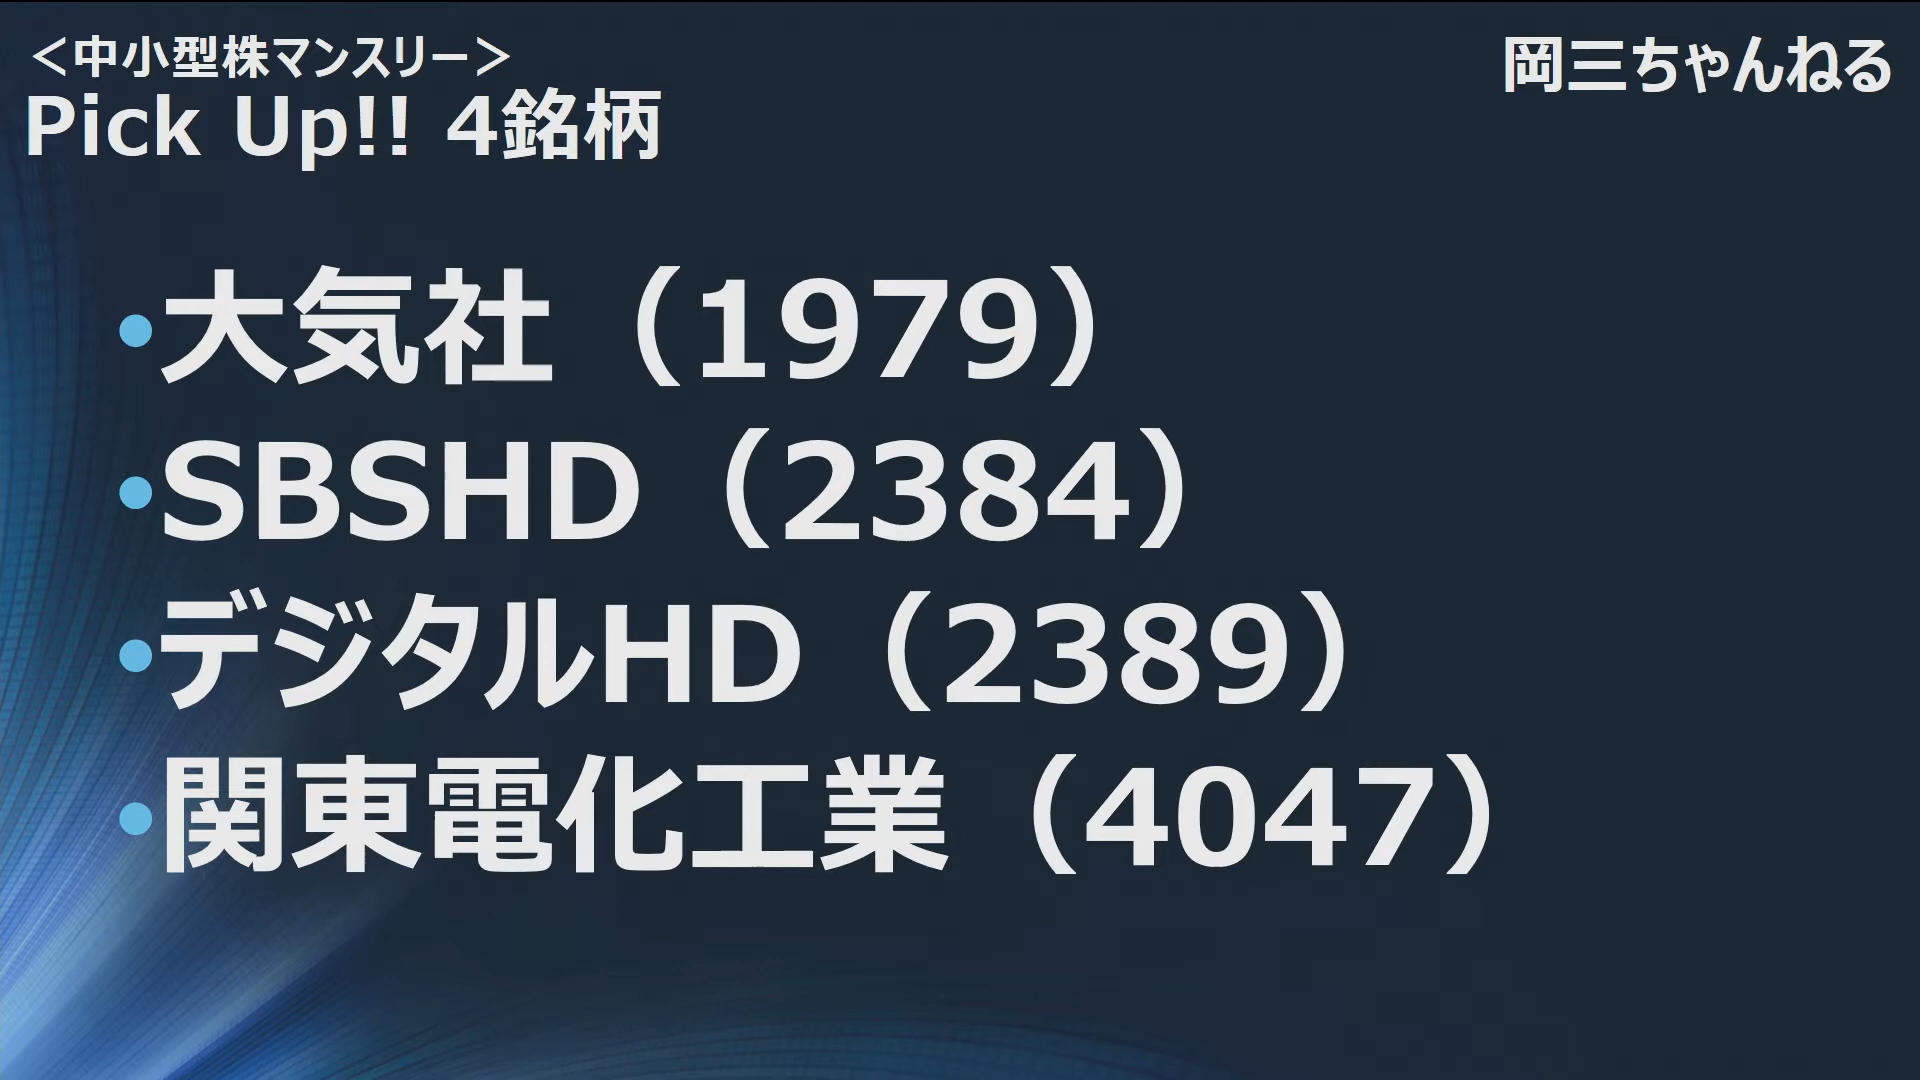 ＜中小型株マンスリー＞
岡三ちゃんねる
Pick Up!! 4銘柄
•大気社（1979）
•SBSHD（2384）
•デジタルHD（2389）
•関東電化工業（4047）